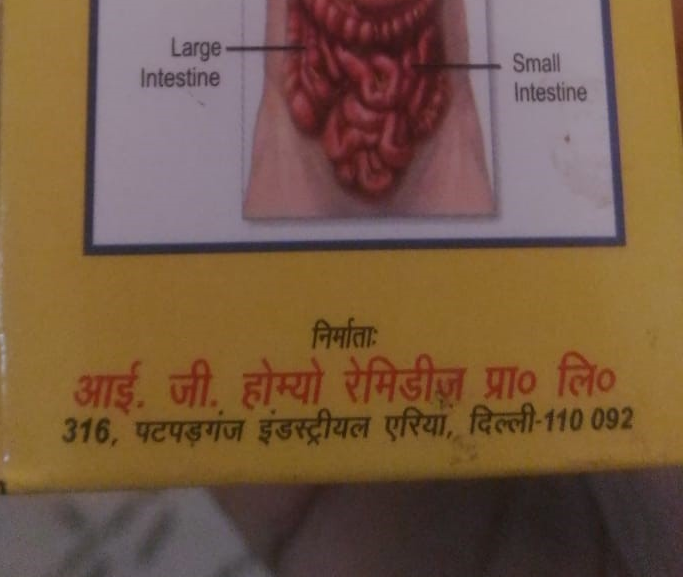 Large
Intestine
Small
Intestine
निर्माताः
आई. जी. होम्यो रेमिडीज़ प्रा० लि०
316, पटपड़गंज इंडस्ट्रीयल एरिया, दिल्ली-110 092